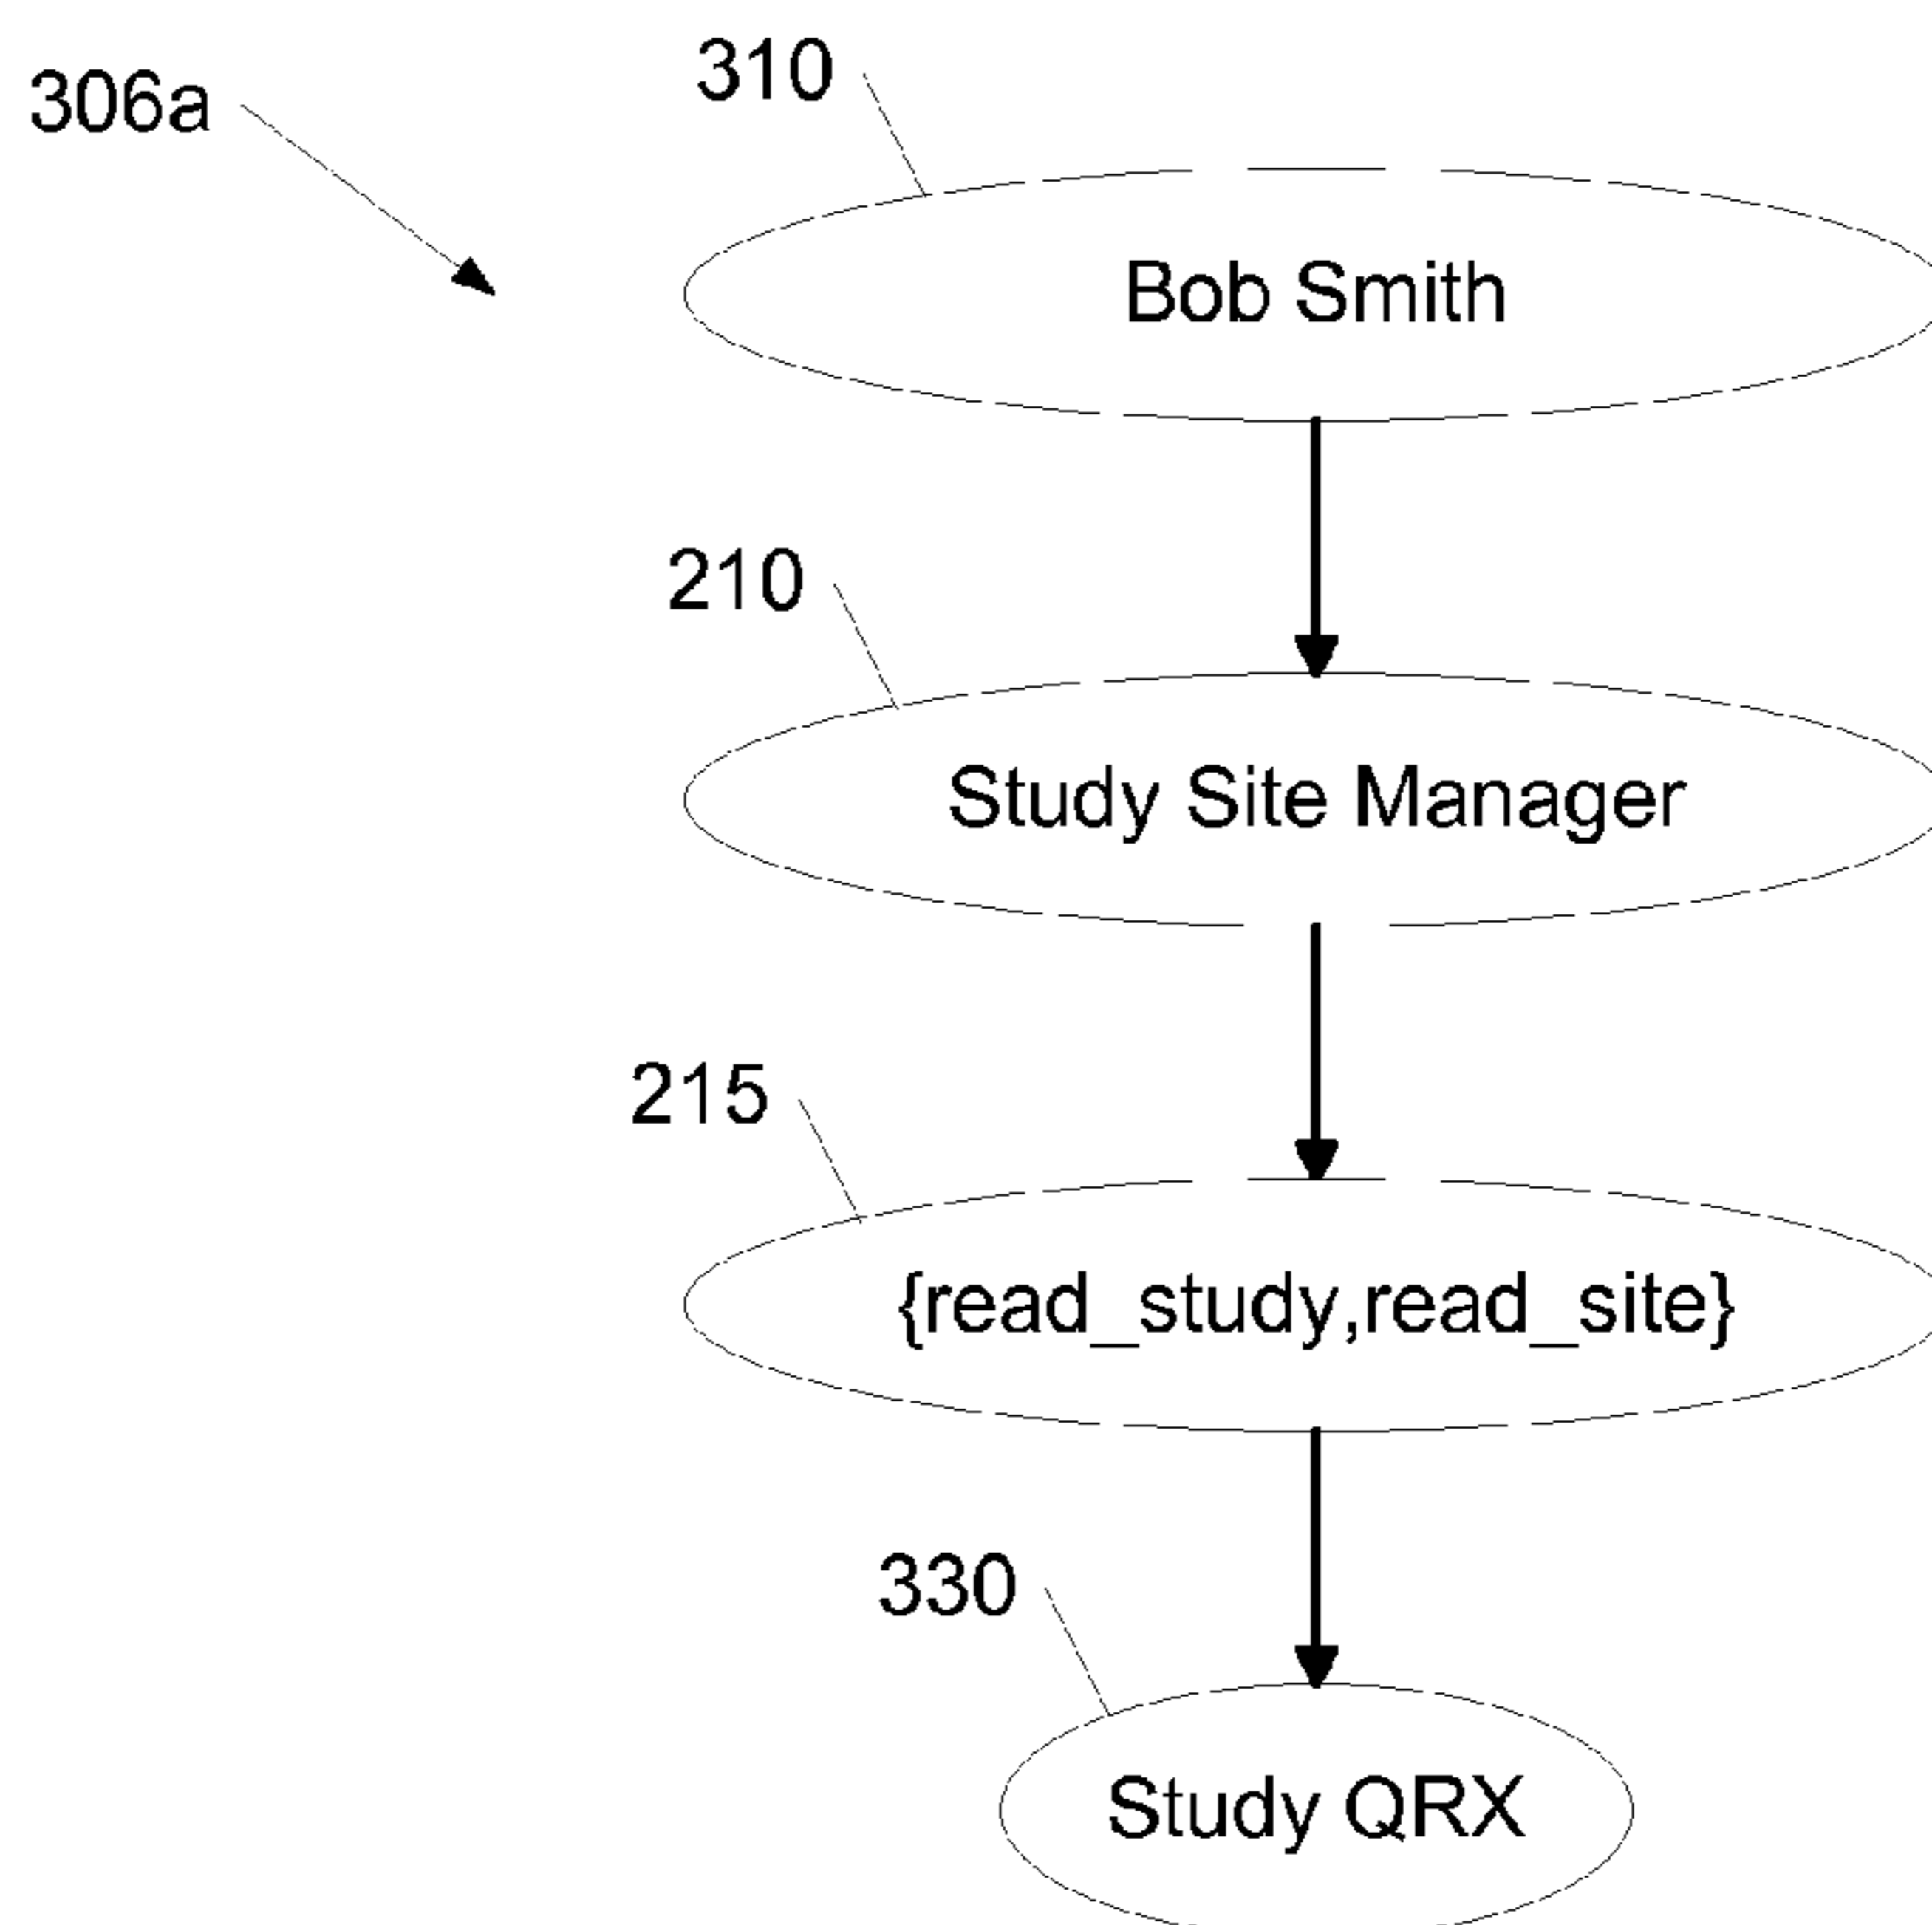 310
306a
Bob Smith
210
Study Site Manager
215
{read_study,read_site}
330
Study QRX